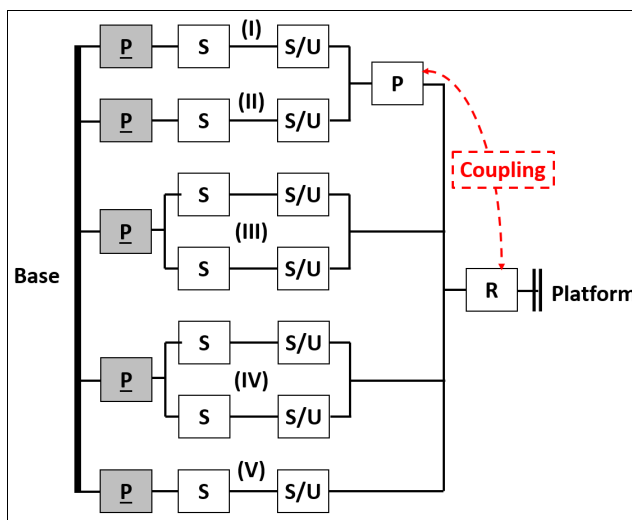 (I)
P S S/U
P
(II)
P S S/U
Coupling
S S/U
P (III)
S S/U
Base
R Platform
S S/U
P (IV)
S S/U
(V)
P S S/U